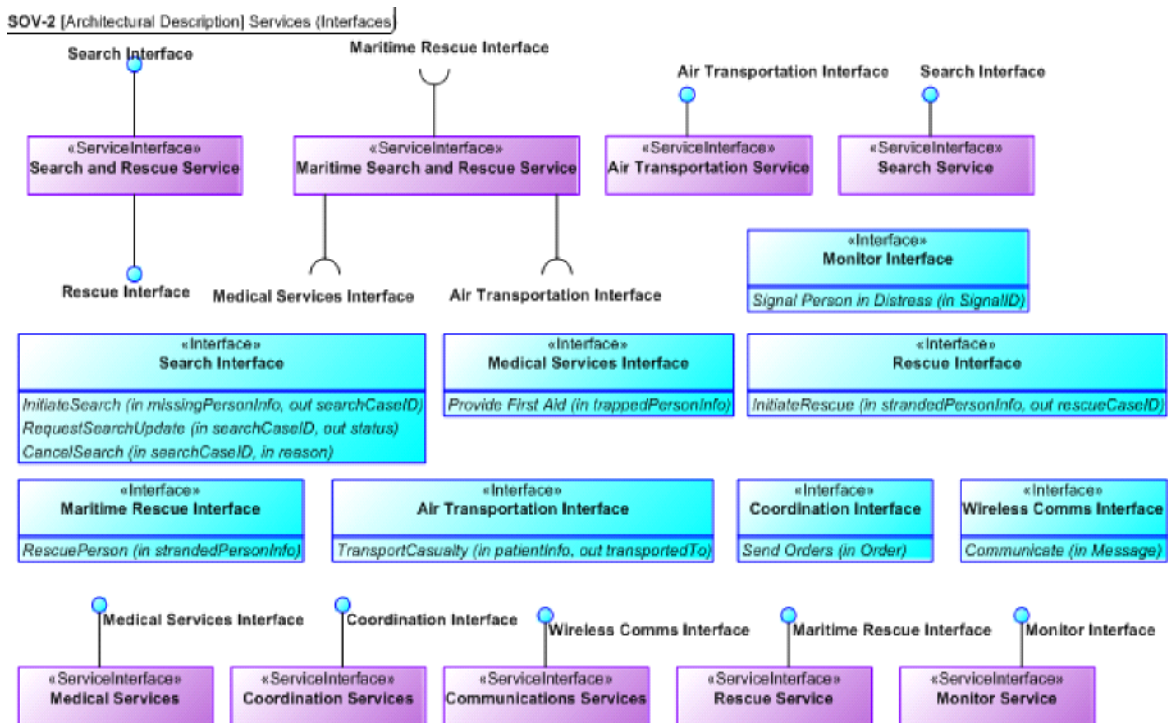 SOV-2 [Architectural Description] Services (Interfaces)
Search Interface
Maritime Rescue Interface
Air Transportation Interface
Search Interface
«ServiceInterface»
Search and Rescue Service
«ServiceInterface»
Maritime Search and Rescue Service
«ServiceInterface»
Air Transportation Service
«ServiceInterface»
Search Service
Rescue Interface
Medical Services Interface
Air Transportation Interface
«Interface»
Monitor Interface
Signal Person in Distress (in SignalID)
«Interface»
Search Interface
InitiateSearch (in missingPersonInfo, out searchCaseID)
RequestSearchUpdate (in searchCaseID, out status)
CancelSearch (in searchCaseID, in reason)
«Interface»
Medical Services Interface
Provide First Aid (in trappedPersonInfo)
«Interface»
Rescue Interface
InitiateRescue (in strandedPersonInfo, out rescueCaseID)
«Interface»
Maritime Rescue Interface
RescuePerson (in strandedPersonInfo)
«Interface»
Air Transportation Interface
TransportCasualty (in patientInfo, out transportedTo)
«Interface»
Coordination Interface
Send Orders (in Order)
«Interface»
Wireless Comms Interface
Communicate (in Message)
Medical Services Interface
Coordination Interface
Wireless Comms Interface
Maritime Rescue Interface
Monitor Interface
«ServiceInterface»
Medical Services
«ServiceInterface»
Coordination Services
«ServiceInterface»
Communications Services
«ServiceInterface»
Rescue Service
«ServiceInterface»
Monitor Service